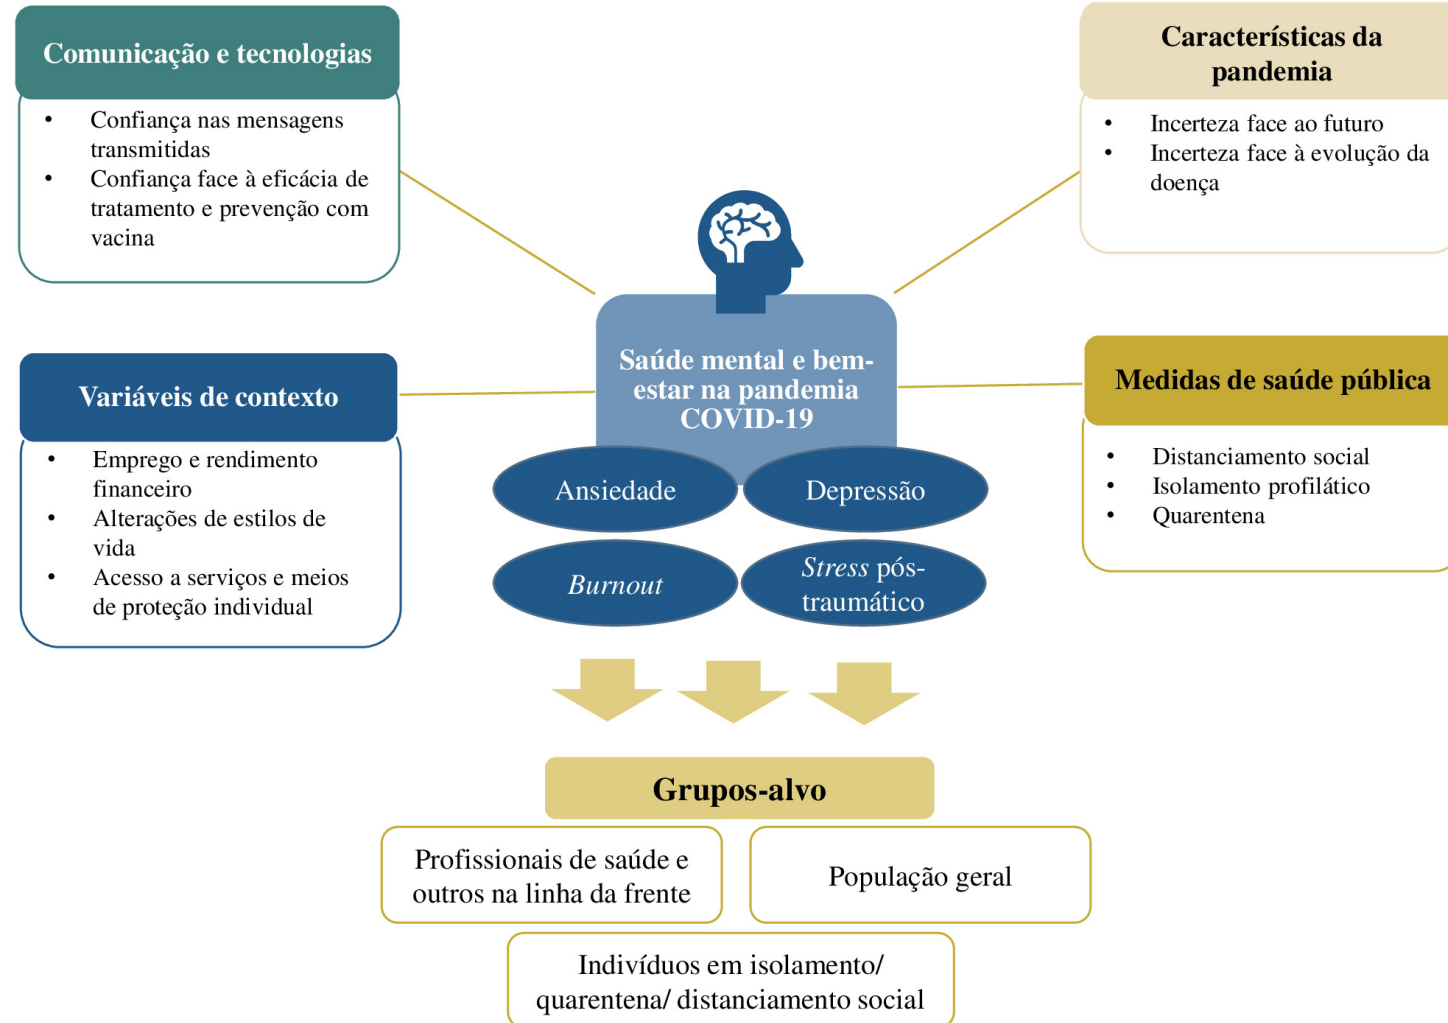 Comunicação e tecnologias
• Confiança nas mensagens
transmitidas
• Confiança face à eficácia de
tratamento e prevenção com
vacina
Características da
pandemia
• Incerteza face ao futuro
• Incerteza face à evolução da
doença
Saúde mental e bem-
estar na pandemia
COVID-19
Ansiedade
Depressão
Burnout
Stress pós-
traumático
Variáveis de contexto
• Emprego e rendimento
financeiro
• Alterações de estilos de
vida
• Acesso a serviços e meios
de proteção individual
Medidas de saúde pública
• Distanciamento social
• Isolamento profilático
• Quarentena
Grupos-alvo
Profissionais de saúde e
outros na linha da frente
População geral
Indivíduos em isolamento/
quarentena/ distanciamento social